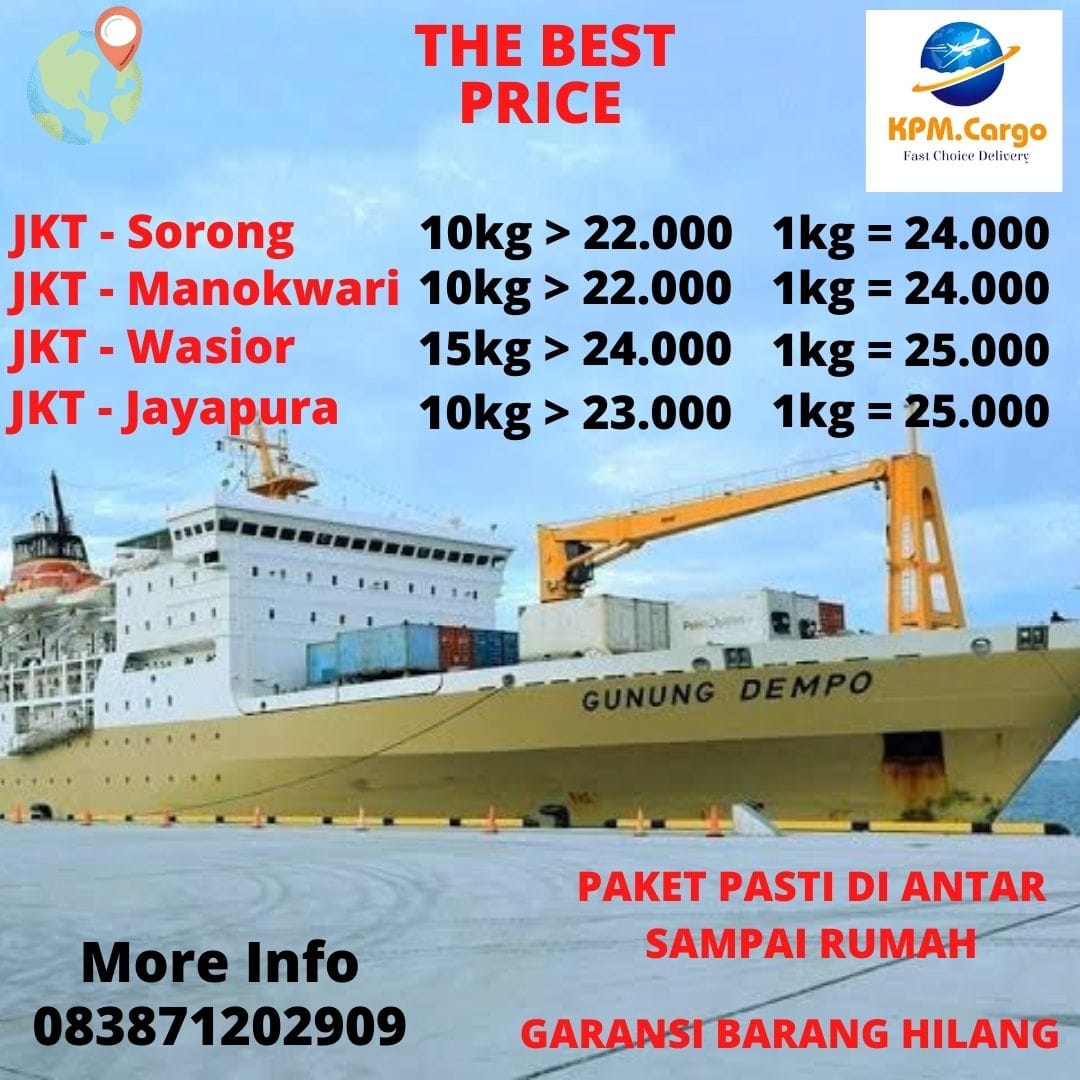 THE BEST
PRICE
KPM.Cargo
Fast Choice Delivery
JKT - Sorong 10kg > 22.000 1kg = 24.000
JKT - Manokwari 10kg > 22.000 1kg = 24.000
JKT - Wasior 15kg > 24.000 1kg = 25.000
JKT - Jayapura 10kg > 23.000 1kg = 25.000
GUNUNG DEMPO
PAKET PASTI DI ANTAR
SAMPAI RUMAH
More Info
083871202909
GARANSI BARANG HILANG